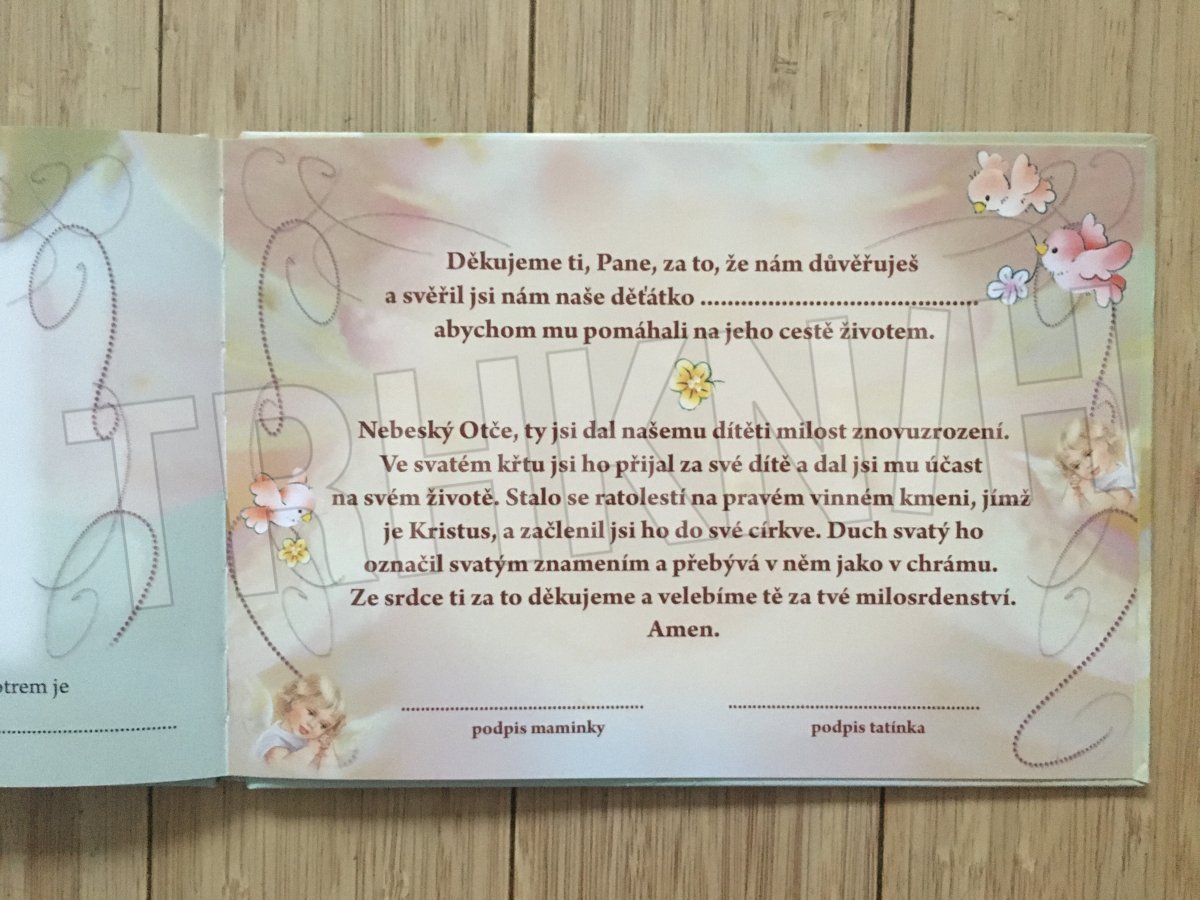 Děkujeme ti, Pane, za to, že nám důvěřuješ
a svěřil jsi nám naše děťátko ........................................
abychom mu pomáhali na jeho cestě životem.
Nebeský Otče, ty jsi dal našemu dítěti milost znovuzrození.
Ve svatém křtu jsi ho přijal za své dítě a dal jsi mu účast
na svém životě. Stalo se ratolestí na pravém vinném kmeni, jímž
je Kristus, a začlenil jsi ho do své církve. Duch svatý ho
označil svatým znamením a přebývá v něm jako v chrámu.
Ze srdce ti za to děkujeme a velebíme tě za tvé milosrdenství.
Amen.
podpis maminky
podpis tatínka
je
TRHKNIH